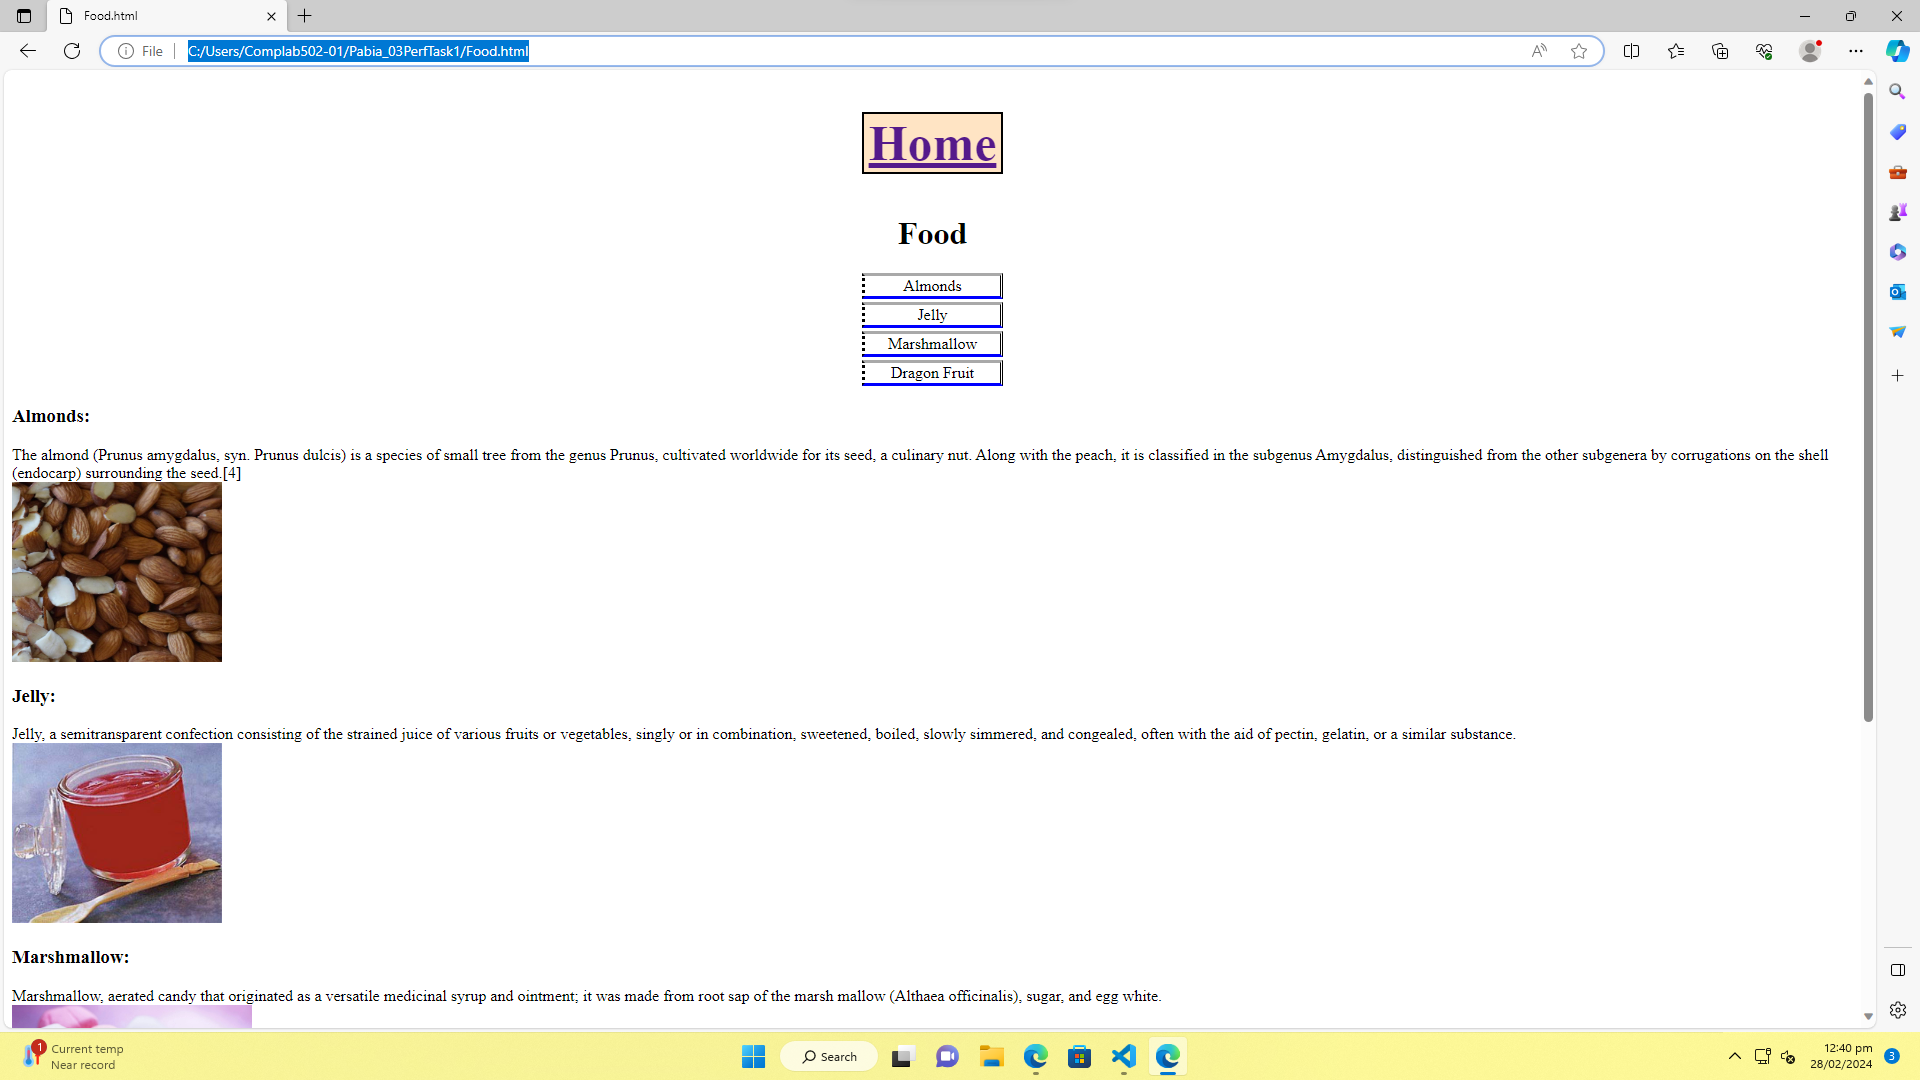 Food.html
File
C:/Users/Complab502-01/Pabia_03PerfTask1/Food.html
Home
Food
Almonds
Jelly
Marshmallow
Dragon Fruit
Almonds:
The almond (Prunus amygdalus, syn. Prunus dulcis) is a species of small tree from the genus Prunus, cultivated worldwide for its seed, a culinary nut. Along with the peach, it is classified in the subgenus Amygdalus, distinguished from the other subgenera by corrugations on the shell
(endocarp) surrounding the seed.[4]
Jelly:
Jelly, a semitransparent confection consisting of the strained juice of various fruits or vegetables, singly or in combination, sweetened, boiled, slowly simmered, and congealed, often with the aid of pectin, gelatin, or a similar substance.
Marshmallow:
Marshmallow, aerated candy that originated as a versatile medicinal syrup and ointment; it was made from root sap of the marsh mallow (Althaea officinalis), sugar, and egg white.
1
Current temp
Near record
Search
12:40 pm
28/02/2024
3